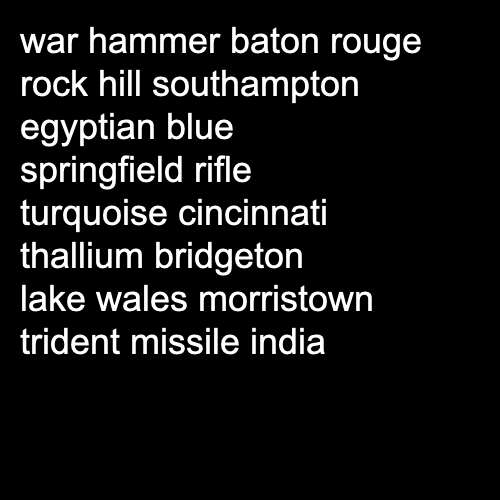 war hammer baton rouge
rock hill southampton
egyptian blue
springfield rifle
turquoise cincinnati
thallium bridgeton
lake wales morristown
trident missile india